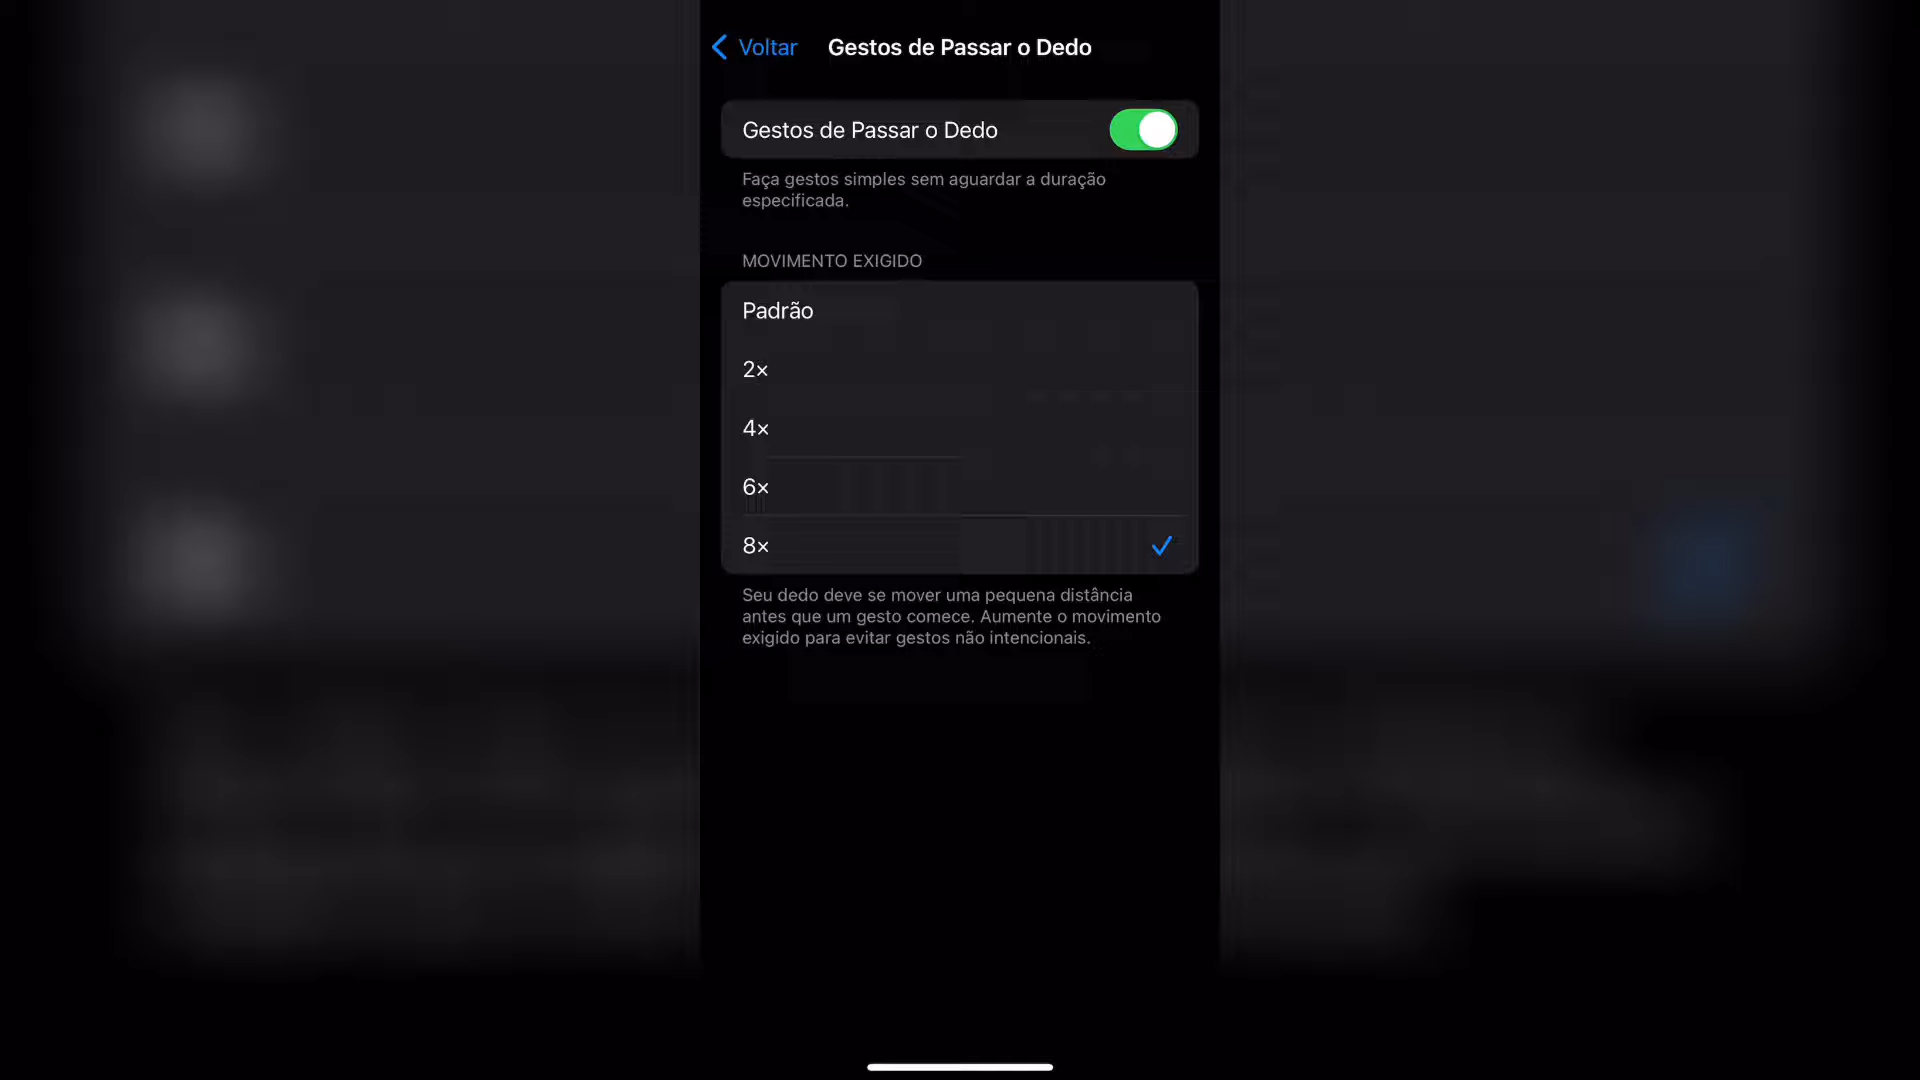 Voltar
Gestos de Passar o Dedo
Gestos de Passar o Dedo
Faça gestos simples sem aguardar a duração
especificada.
MOVIMENTO EXIGIDO
Padrão
2×
4×
6×
8×
Seu dedo deve se mover uma pequena distância
antes que um gesto comece. Aumente o movimento
exigido para evitar gestos não intencionais.